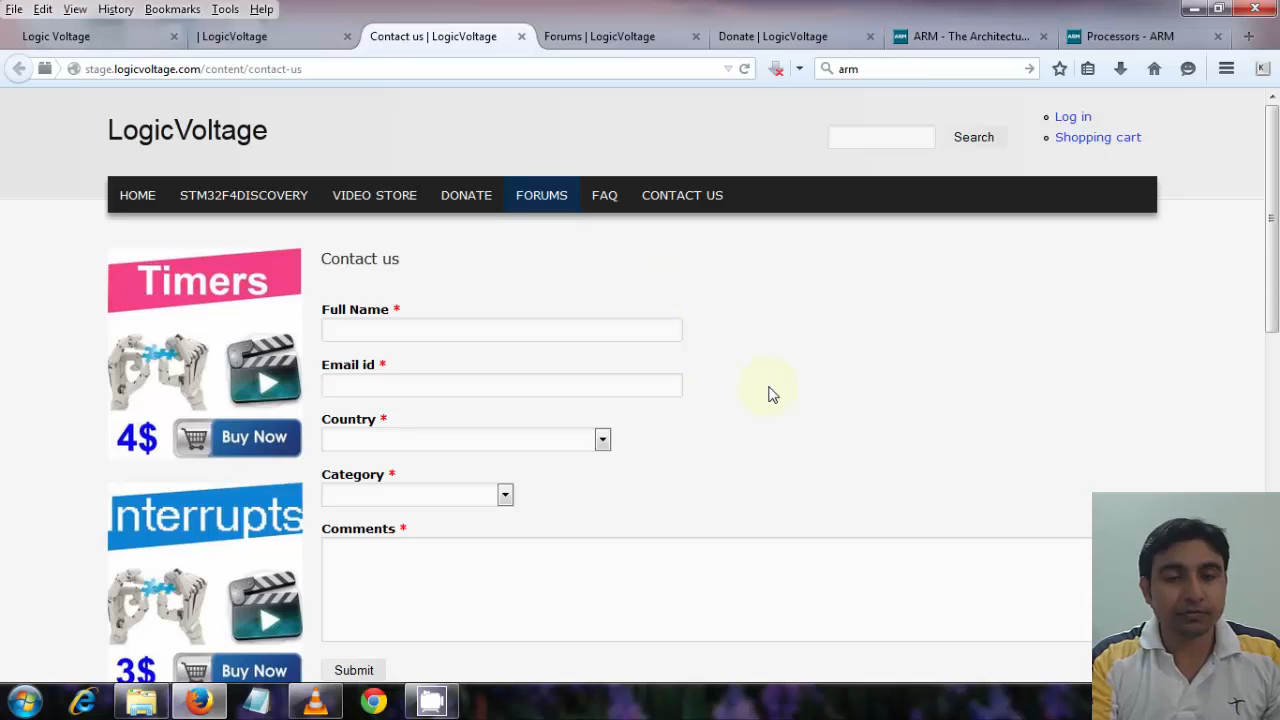 File Edit View History Bookmarks Tools Help
Logic Voltage
| LogicVoltage
Contact us | LogicVoltage
Forums | LogicVoltage
Donate | LogicVoltage
ARM ARM - The Architectu...
ARM Processors - ARM
stage.logicvoltage.com/content/contact-us
arm
LogicVoltage
Search
Log in
Shopping cart
HOME STM32F4DISCOVERY VIDEO STORE DONATE FORUMS FAQ CONTACT US
Timers
4$ Buy Now
Interrupts
3$ Buy Now
Contact us
Full Name *
Email id *
Country *
Category *
Comments *
Submit